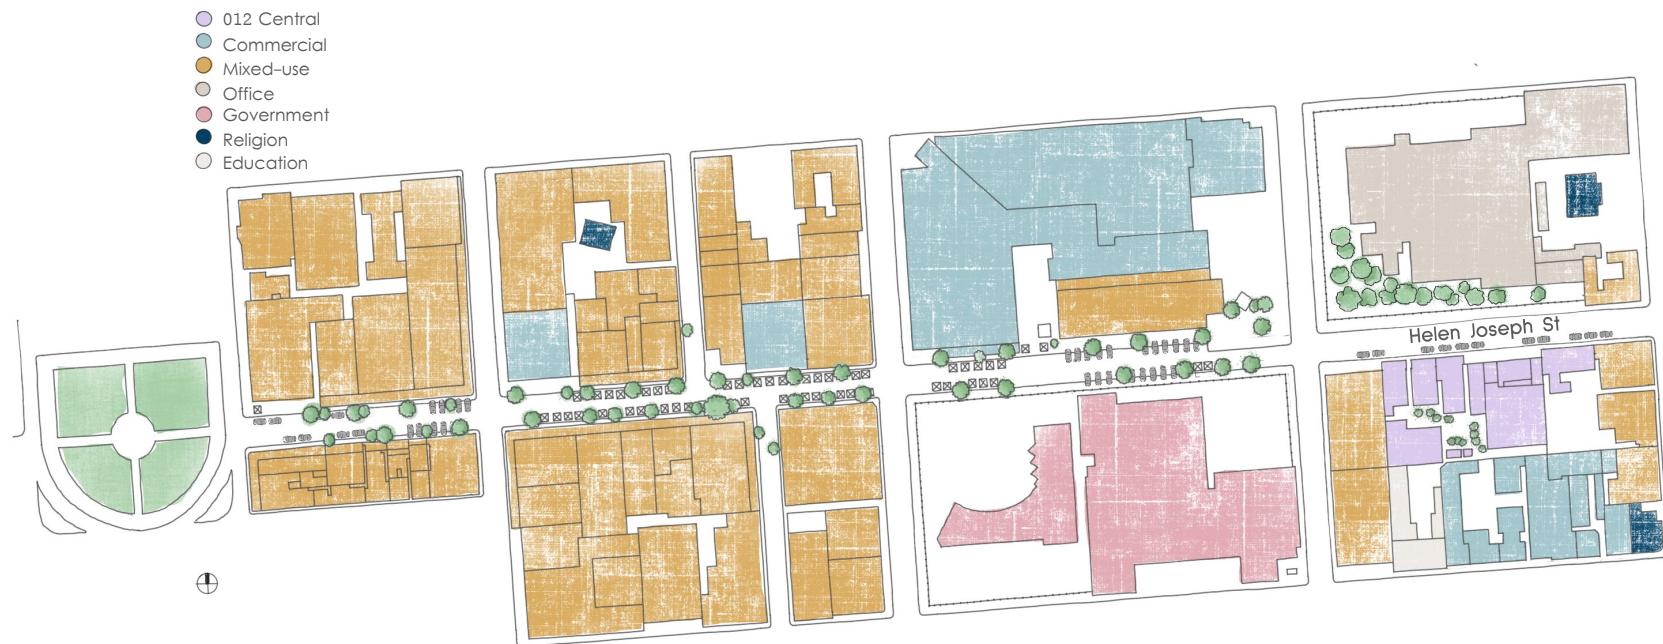 012 Central
Commercial
Mixed-use
Office
Government
Religion
Education
Helen Joseph St